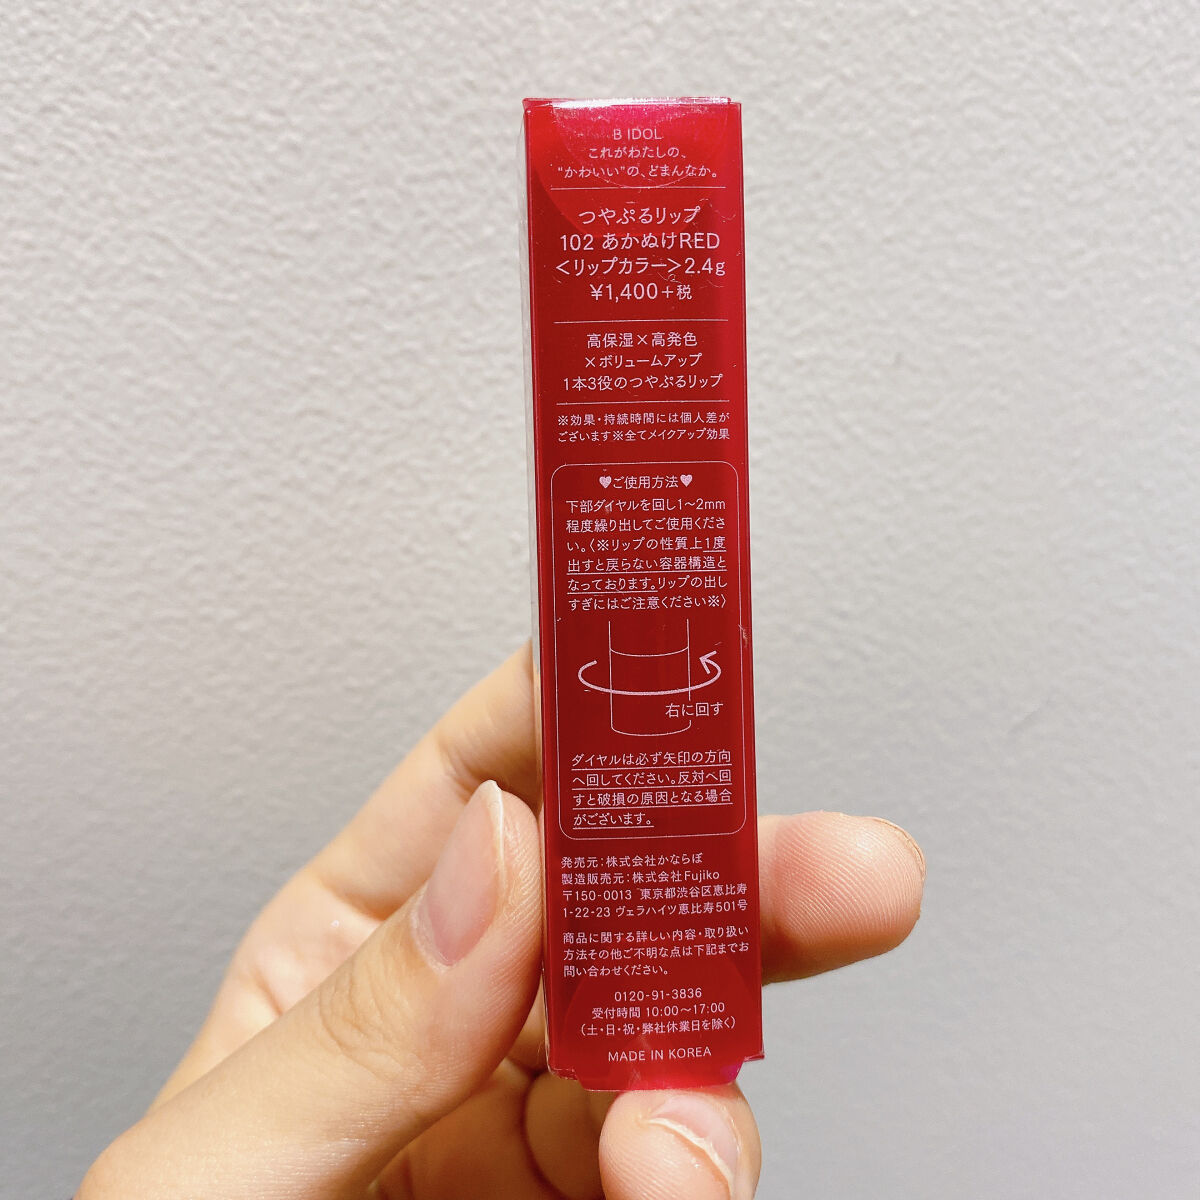 B IDOL
これがわたしの、
"かわいい"の、どまんなか。
つやぷるリップ
102 あかぬけRED
<リップカラー>2.4g
¥1,400+税
高保湿×高発色
×ボリュームアップ
1本3役のつやぷるリップ
※効果・持続時間には個人差が
ございます※全てメイクアップ効果
♥ご使用方法♥
下部ダイヤルを回し1〜2mm
程度繰り出してご使用くださ
い。〈※リップの性質上1度
出すと戻らない容器構造と
なっております。リップの出し
すぎにはご注意ください※〉
右に回す
ダイヤルは必ず矢印の方向
へ回してください。反対へ回
すと破損の原因となる場合
がございます。
発売元:株式会社かならぼ
製造販売元:株式会社Fujiko
〒150-0013 東京都渋谷区恵比寿
1-22-23 ヴェラハイツ恵比寿501号
商品に関する詳しい内容・取り扱い
方法その他ご不明な点は下記までお
問い合わせください。
0120-91-3836
受付時間 10:00〜17:00
(土・日・祝・弊社休業日を除く)
MADE IN KOREA